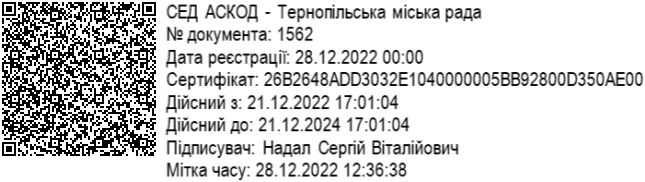 СЕД АСКОД - Тернопільська міська рада
№ документа: 1562
Дата реєстрації: 28.12.2022 00:00
Сертифікат: 26B2648ADD3032E1040000005BB92800D350AE00
Дійсний з: 21.12.2022 17:01:04
Дійсний до: 21.12.2024 17:01:04
Підписувач: Надал Сергій Віталійович
Мітка часу: 28.12.2022 12:36:38